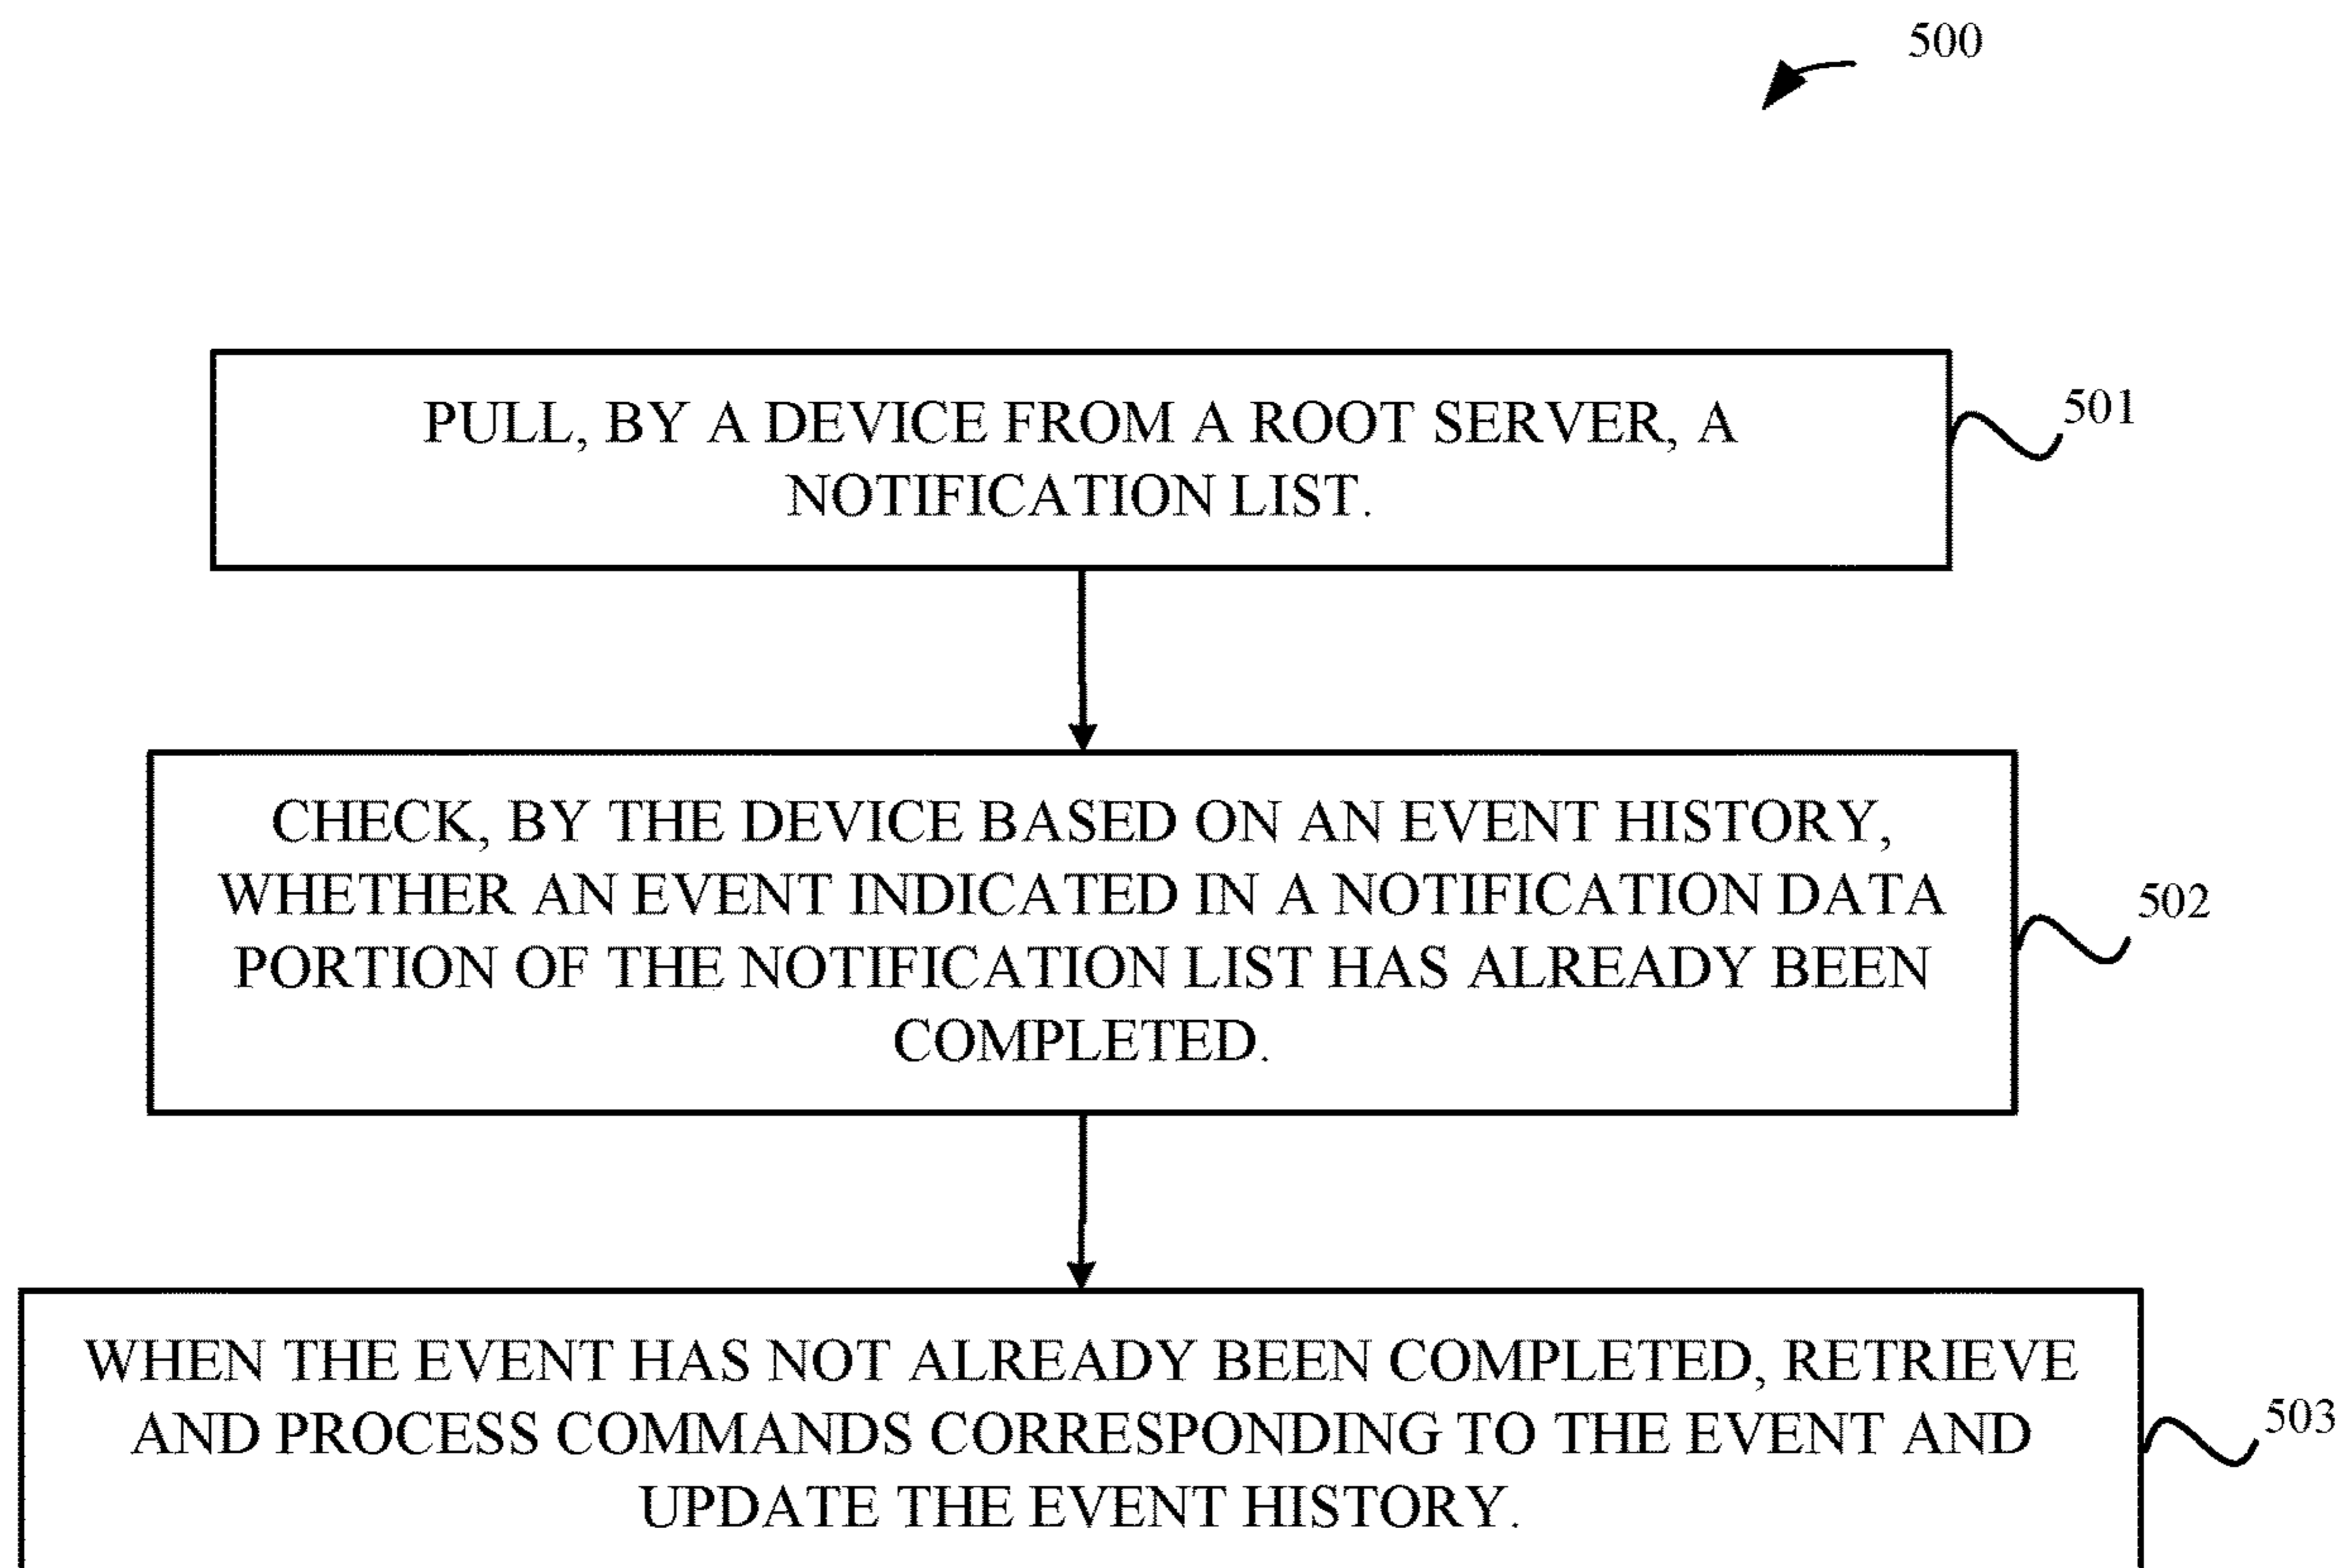 500
PULL, BY A DEVICE FROM A ROOT SERVER, A
NOTIFICATION LIST.
501
CHECK, BY THE DEVICE BASED ON AN EVENT HISTORY,
WHETHER AN EVENT INDICATED IN A NOTIFICATION DATA
PORTION OF THE NOTIFICATION LIST HAS ALREADY BEEN
COMPLETED.
502
WHEN THE EVENT HAS NOT ALREADY BEEN COMPLETED, RETRIEVE
AND PROCESS COMMANDS CORRESPONDING TO THE EVENT AND
UPDATE THE EVENT HISTORY.
503